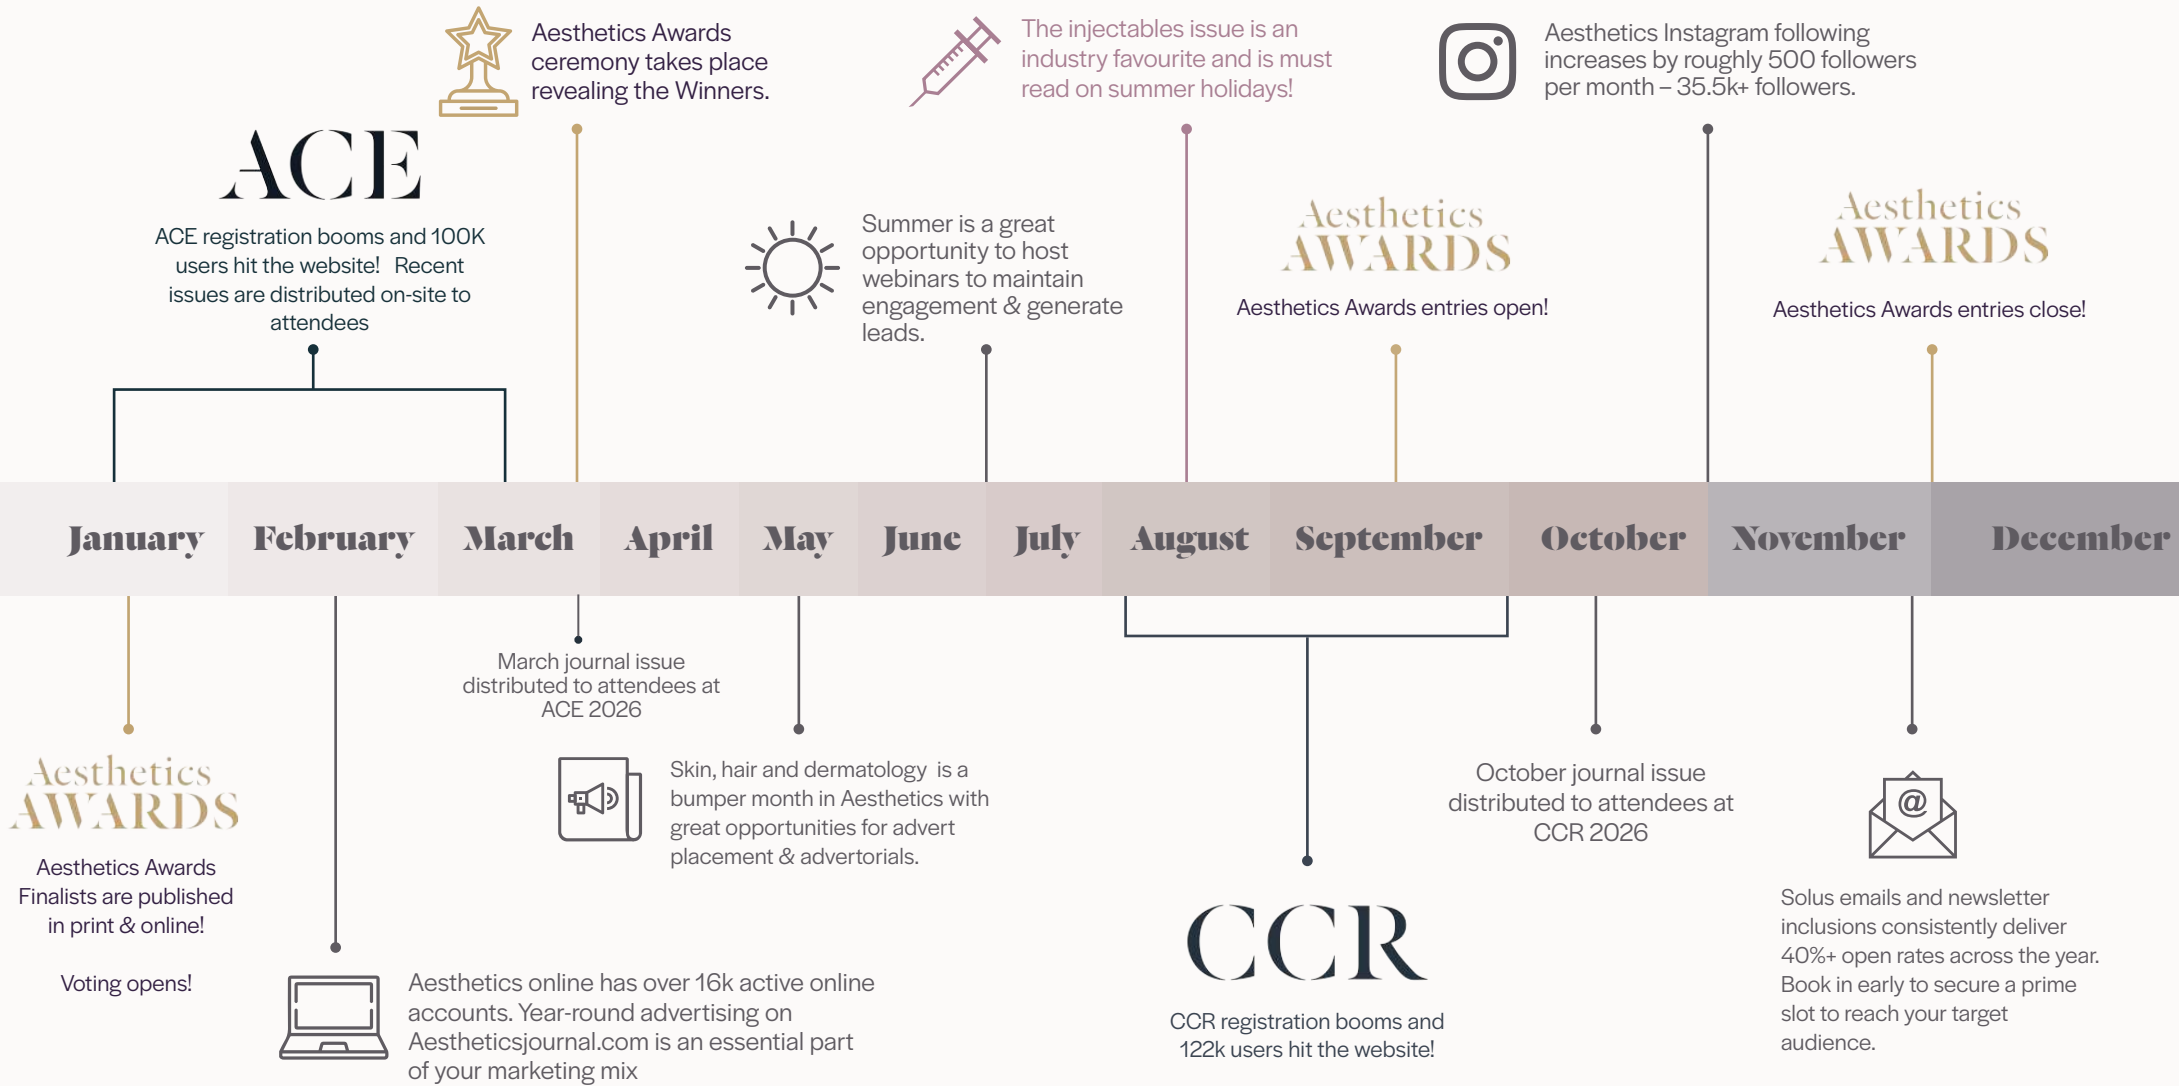 Aesthetics Awards
ceremony takes place
revealing the Winners.
The injectables issue is an
industry favourite and is must
read on summer holidays!
Aesthetics Instagram following
increases by roughly 500 followers
per month – 35.5k+ followers.
ACE
ACE registration booms and 100K
users hit the website! Recent
issues are distributed on-site to
attendees
Summer is a great
opportunity to host
webinars to maintain
engagement & generate
leads.
Aesthetics
AWARDS
Aesthetics Awards entries open!
Aesthetics
AWARDS
Aesthetics Awards entries close!
January February March April May June July August September October November December
Aesthetics
AWARDS
Aesthetics Awards
Finalists are published
in print & online!
Voting opens!
Aesthetics online has over 16k active online
accounts. Year-round advertising on
Aestheticsjournal.com is an essential part
of your marketing mix
March journal issue
distributed to attendees at
ACE 2026
Skin, hair and dermatology is a
bumper month in Aesthetics with
great opportunities for advert
placement & advertorials.
CCR
CCR registration booms and
122k users hit the website!
October journal issue
distributed to attendees at
CCR 2026
@
Solus emails and newsletter
inclusions consistently deliver
40%+ open rates across the year.
Book in early to secure a prime
slot to reach your target
audience.